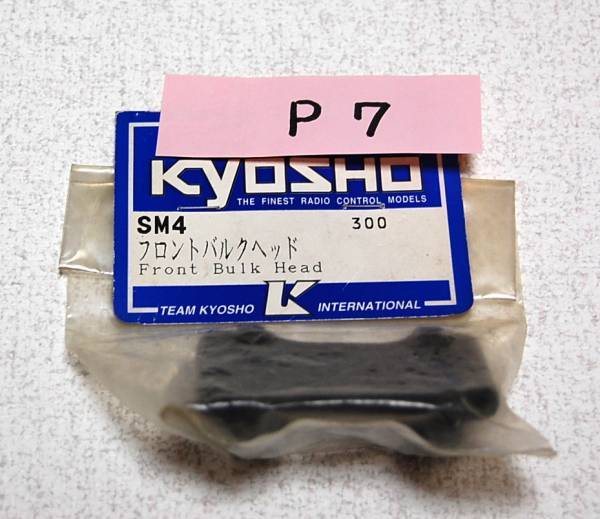 P 7
KYOSHO
THE FINEST RADIO CONTROL MODELS
SM4 300
フロントバルクヘッド
Front Bulk Head
TEAM KYOSHO K INTERNATIONAL